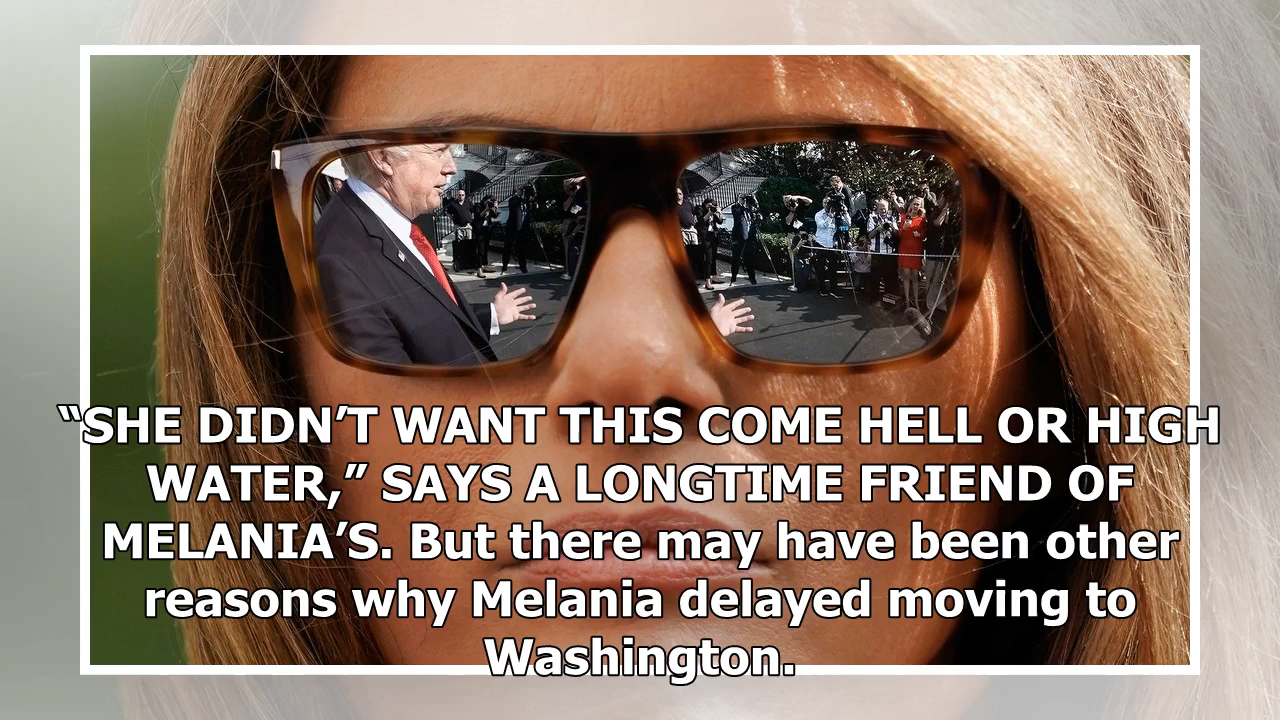 “SHE DIDN’T WANT THIS COME HELL OR HIGH
WATER,” SAYS A LONGTIME FRIEND OF
MELANIA’S. But there may have been other
reasons why Melania delayed moving to
Washington.